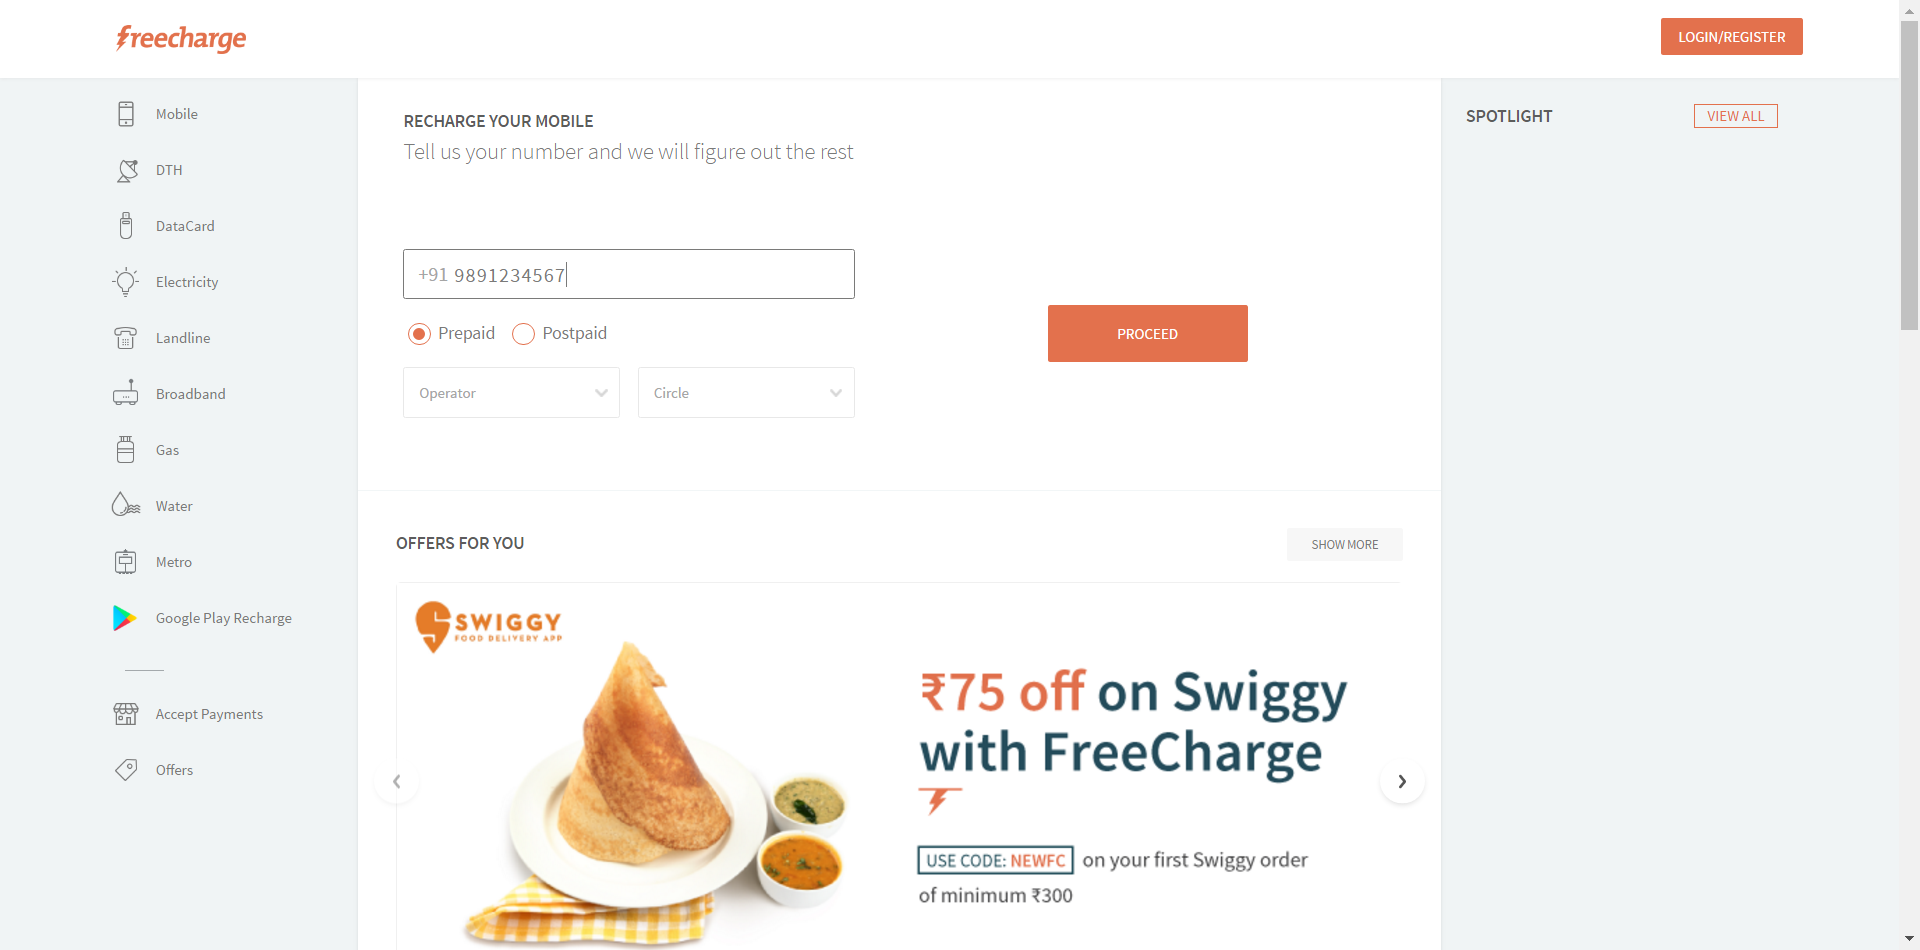 freecharge
LOGIN/REGISTER
Mobile
DTH
DataCard
Electricity
Landline
Broadband
Gas
Water
Metro
Google Play Recharge
Accept Payments
Offers
RECHARGE YOUR MOBILE
Tell us your number and we will figure out the rest
+91 9891234567
Prepaid Postpaid
Operator Circle
PROCEED
OFFERS FOR YOU
SHOW MORE
SWIGGY
FOOD DELIVERY APP
₹75 off on Swiggy
with FreeCharge
USE CODE: NEWFC on your first Swiggy order
of minimum ₹300
SPOTLIGHT
VIEW ALL